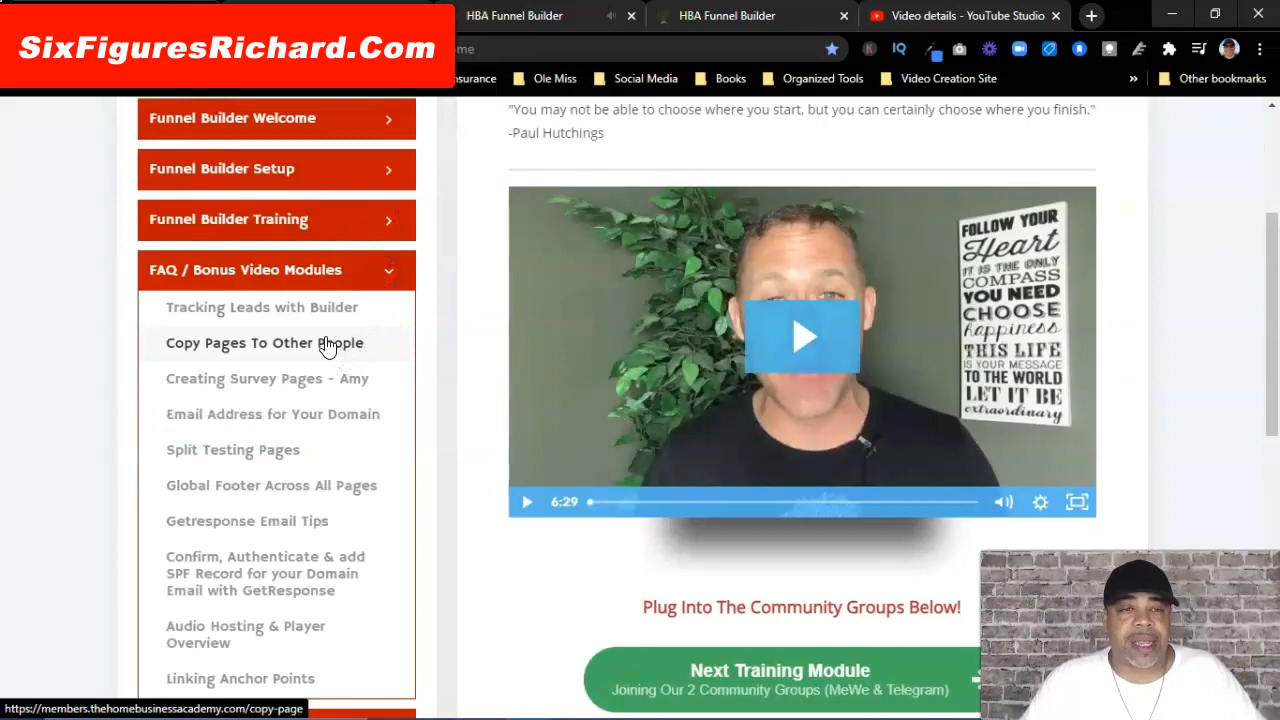 HBA Funnel Builder
HBA Funnel Builder
Video details - YouTube Studio
SixFiguresRichard.Com
ome
IQ
surance
Ole Miss
Social Media
Books
Organized Tools
Video Creation Site
Other bookmarks
"You may not be able to choose where you start, but you can certainly choose where you finish."
-Paul Hutchings
Funnel Builder Welcome
Funnel Builder Setup
Funnel Builder Training
FAQ / Bonus Video Modules
Tracking Leads with Builder
Copy Pages To Other People
Creating Survey Pages - Amy
Email Address for Your Domain
Split Testing Pages
Global Footer Across All Pages
Getresponse Email Tips
Confirm, Authenticate & add
SPF Record for your Domain
Email with GetResponse
Audio Hosting & Player
Overview
Linking Anchor Points
FOLLOW YOUR
Heart
IT IS THE ONLY
COMPASS
YOU NEED
CHOOSE
happiness
THIS LIFE
IS YOUR MESSAGE
TO THE WORLD
LET IT BE
extraordinary
6:29
Plug Into The Community Groups Below!
Next Training Module
Joining Our 2 Community Groups (MeWe & Telegram)
https://members.thehomebusinessacademy.com/copy-page